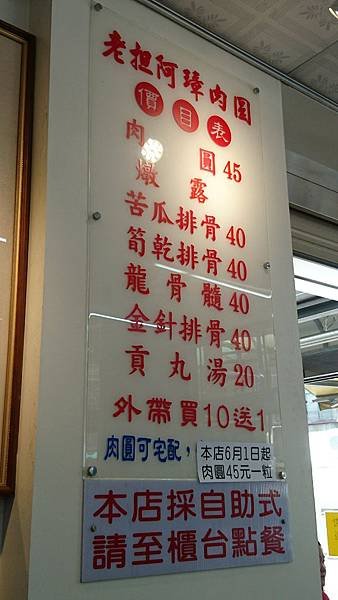 老担阿璋肉圓
價目表
肉圓45
燉露
苦瓜排骨40
筍乾排骨40
龍骨髓40
金針排骨40
貢丸湯20
外帶買10送1
肉圓可宅配，
本店6月1日起
肉圓45元一粒
本店採自助式
請至櫃台點餐